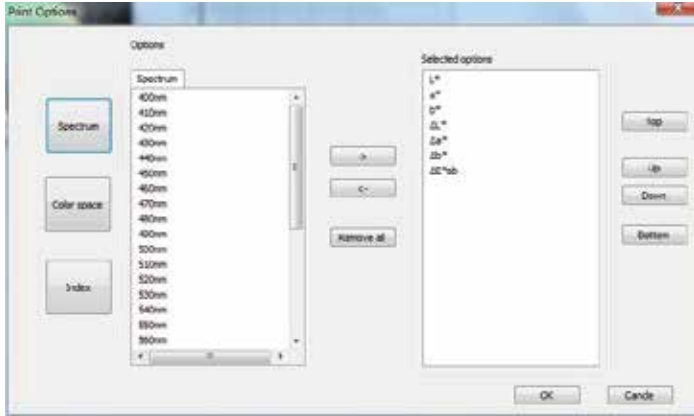 Print Options
Options
Selected options
Spectrum
Spectrum
Color space
Index
400nm
410nm
420nm
430nm
440nm
450nm
460nm
470nm
480nm
490nm
500nm
510nm
520nm
530nm
540nm
550nm
560nm
->
<-
Remove all
L*
a*
b*
ΔL*
Δa*
Δb*
ΔE*ab
Top
Up
Down
Bottom
OK
Cancle